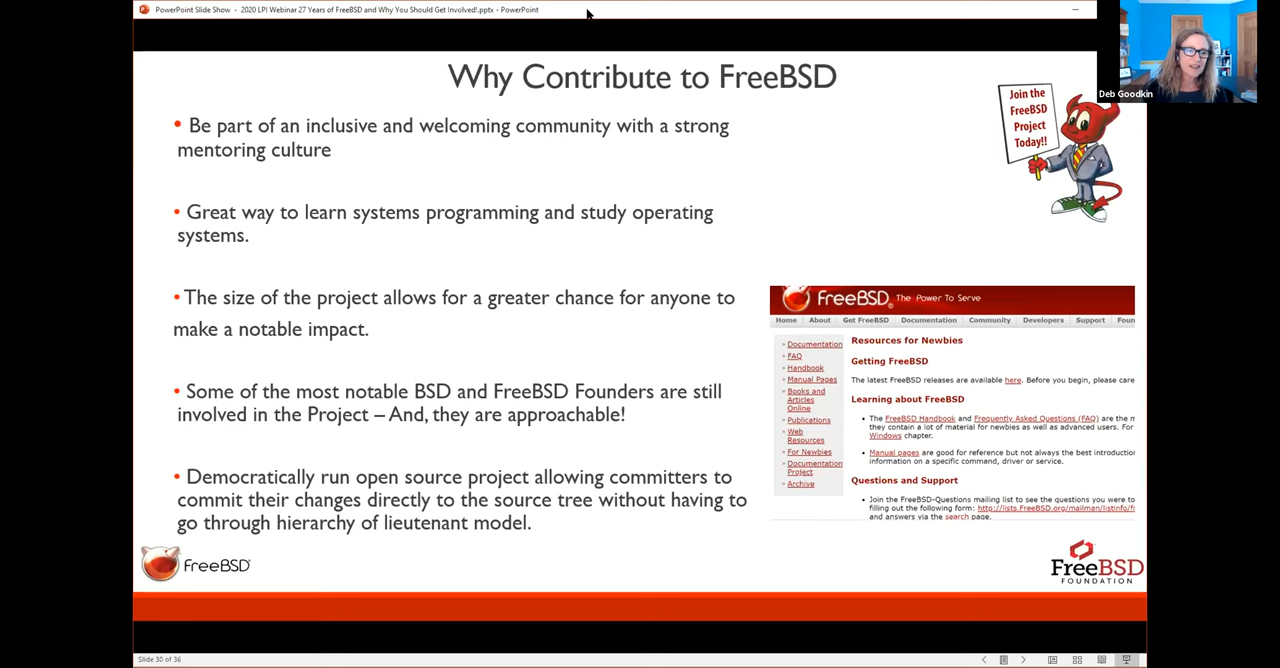 PowerPoint Slide Show - 2020 LPI Webinar 27 Years of FreeBSD and Why You Should Get Involved!.pptx - PowerPoint
Deb Goodkin
Why Contribute to FreeBSD
Join the
FreeBSD
Project
Today!!
• Be part of an inclusive and welcoming community with a strong
mentoring culture
• Great way to learn systems programming and study operating
systems.
• The size of the project allows for a greater chance for anyone to
make a notable impact.
• Some of the most notable BSD and FreeBSD Founders are still
involved in the Project – And, they are approachable!
• Democratically run open source project allowing committers to
commit their changes directly to the source tree without having to
go through hierarchy of lieutenant model.
FreeBSD® The Power To Serve
Home About Get FreeBSD Documentation Community Developers Support Foun
Documentation
FAQ
Handbook
Manual Pages
Books and
Articles
Online
Publications
Web
Resources
For Newbies
Documentation
Project
Archive
Resources for Newbies
Getting FreeBSD
The latest FreeBSD releases are available here. Before you begin, please care
Learning about FreeBSD
• The FreeBSD Handbook and Frequently Asked Questions (FAQ) are the m
they contain a lot of material for newbies as well as advanced users. For
Windows chapter.
• Manual pages are good for reference but not always the best introductio
information on a specific command, driver or service.
Questions and Support
• Join the FreeBSD-Questions mailing list to see the questions you were to
filling out the following form: http://lists.FreeBSD.org/mailman/listinfo/fr
and answers via the search page.
FreeBSD®
FreeBSD
FOUNDATION
Slide 30 of 36